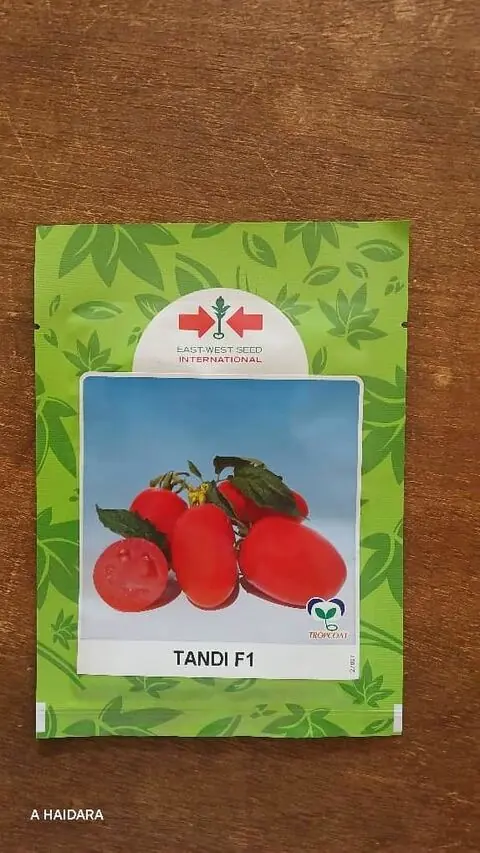 EAST-WEST SEED
INTERNATIONAL
TROPCOAT
TANDI F1
A HAIDARA